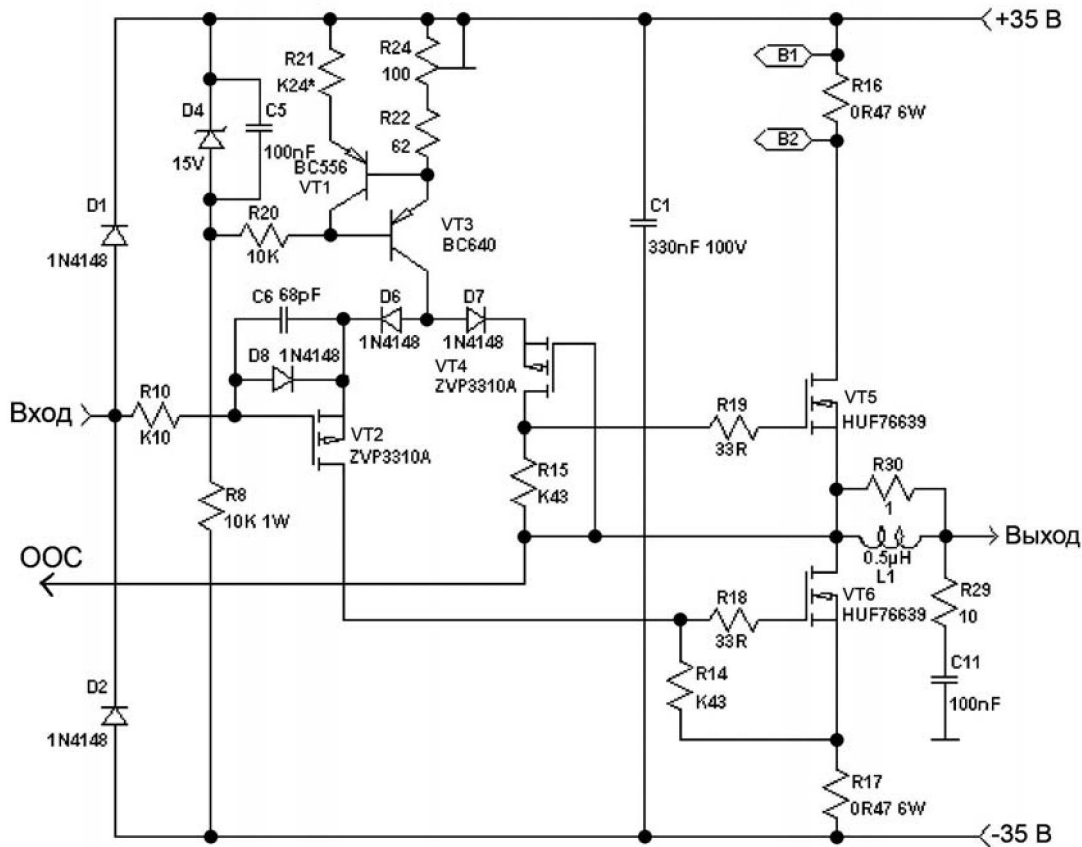 +35 В
R24
100
R21
K24*
B1
R16
0R47 6W
D4
C5
R22
62
15V
100nF
BC556
VT1
B2
D1
R20
C1
1N4148
10K
VT3
BC640
330nF 100V
C6
68pF
D6
D7
1N4148
1N4148
D8
1N4148
VT4
ZVP3310A
R10
Вход
K10
VT2
ZVP3310A
R19
33R
VT5
HUF76639
R15
K43
R30
1
R8
10K 1W
Выход
ООС
0.5µH
L1
R18
33R
VT6
HUF76639
R29
10
R14
K43
C11
100nF
D2
1N4148
R17
0R47 6W
-35 В